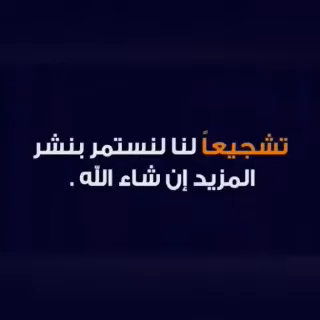 تشجيعاً لنا لنستمر بنشر
المزيد إن شاء الله .